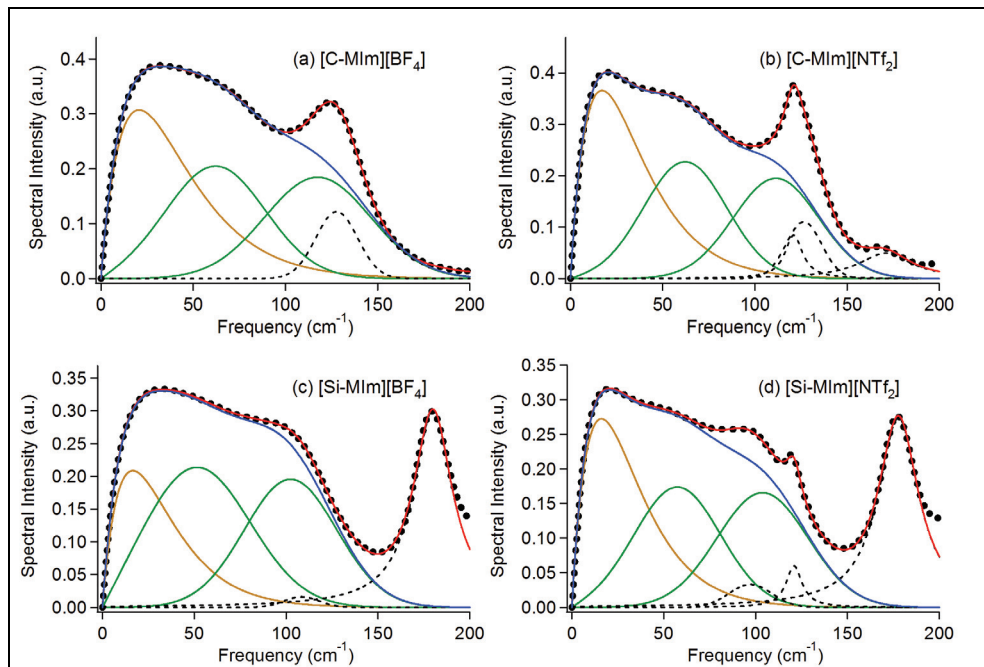 (a) [C-MIm][BF4]
Spectral Intensity (a.u.)
0.4
0.3
0.2
0.1
0.0
0 50 100 150 200
Frequency (cm-1)
(b) [C-MIm][NTf2]
Spectral Intensity (a.u.)
0.4
0.3
0.2
0.1
0.0
0 50 100 150 200
Frequency (cm-1)
(c) [Si-MIm][BF4]
Spectral Intensity (a.u.)
0.35
0.30
0.25
0.20
0.15
0.10
0.05
0.00
0 50 100 150 200
Frequency (cm-1)
(d) [Si-MIm][NTf2]
Spectral Intensity (a.u.)
0.35
0.30
0.25
0.20
0.15
0.10
0.05
0.00
0 50 100 150 200
Frequency (cm-1)